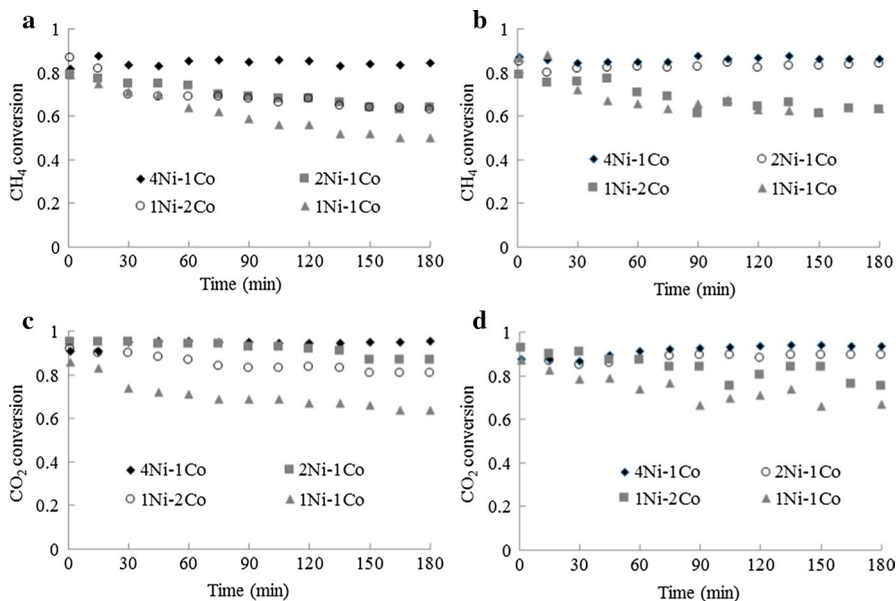 a
1
0.8
0.6
0.4
0.2
0
CH4 conversion
4Ni-1Co
2Ni-1Co
1Ni-2Co
1Ni-1Co
0 30 60 90 120 150 180
Time (min)
b
1
0.8
0.6
0.4
0.2
0
CH4 conversion
4Ni-1Co
2Ni-1Co
1Ni-2Co
1Ni-1Co
0 30 60 90 120 150 180
Time (min)
c
1
0.8
0.6
0.4
0.2
0
CO2 conversion
4Ni-1Co
2Ni-1Co
1Ni-2Co
1Ni-1Co
0 30 60 90 120 150 180
Time (min)
d
1
0.8
0.6
0.4
0.2
0
CO2 conversion
4Ni-1Co
2Ni-1Co
1Ni-2Co
1Ni-1Co
0 30 60 90 120 150 180
Time (min)